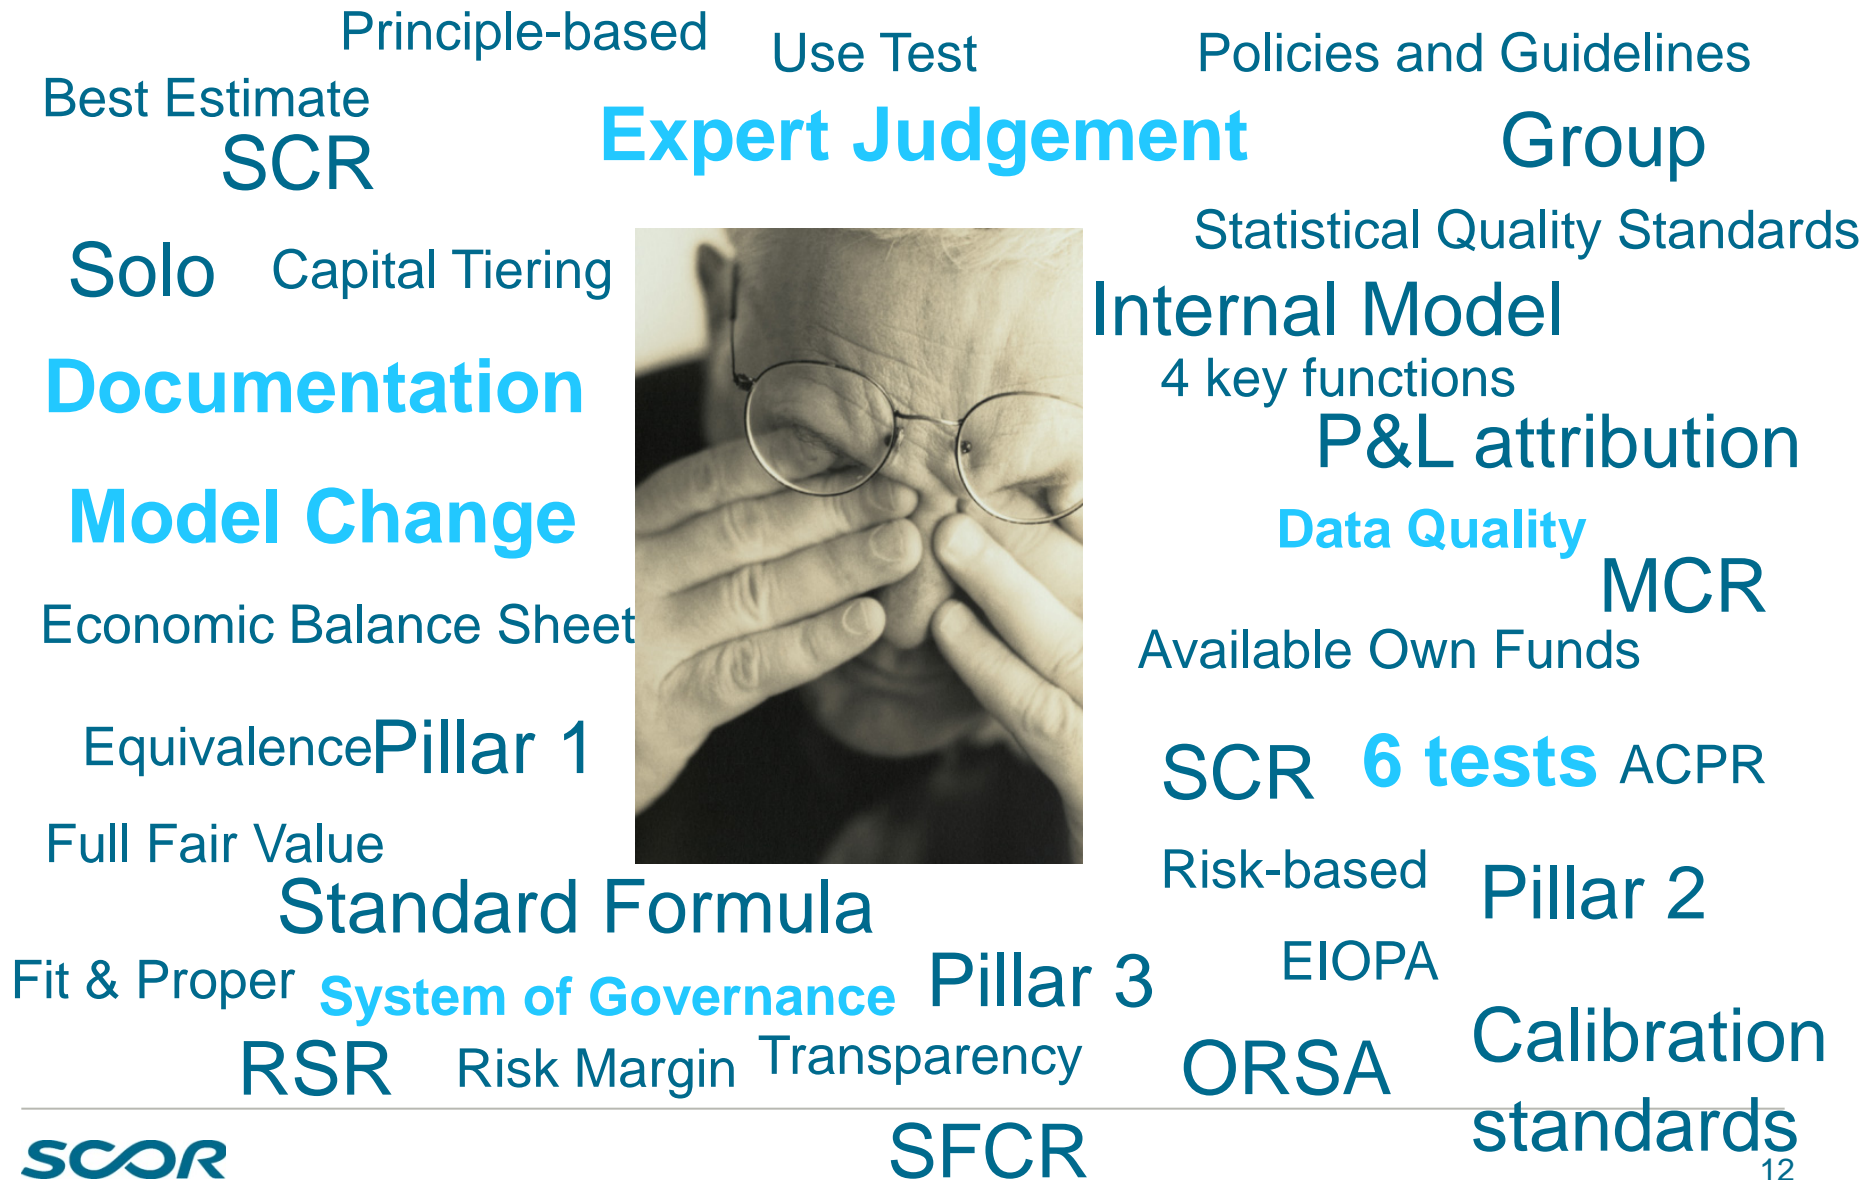 Principle-based
Use Test
Policies and Guidelines
Best Estimate
Expert Judgement
Group
SCR
Statistical Quality Standards
Solo
Capital Tiering
Internal Model
Documentation
4 key functions
P&L attribution
Model Change
Data Quality
MCR
Economic Balance Sheet
Available Own Funds
Equivalence
Pillar 1
SCR
6 tests
ACPR
Full Fair Value
Risk-based
Pillar 2
Standard Formula
Fit & Proper
System of Governance
Pillar 3
EIOPA
RSR
Risk Margin
Transparency
ORSA
Calibration
standards
SFCR
SCOR
12